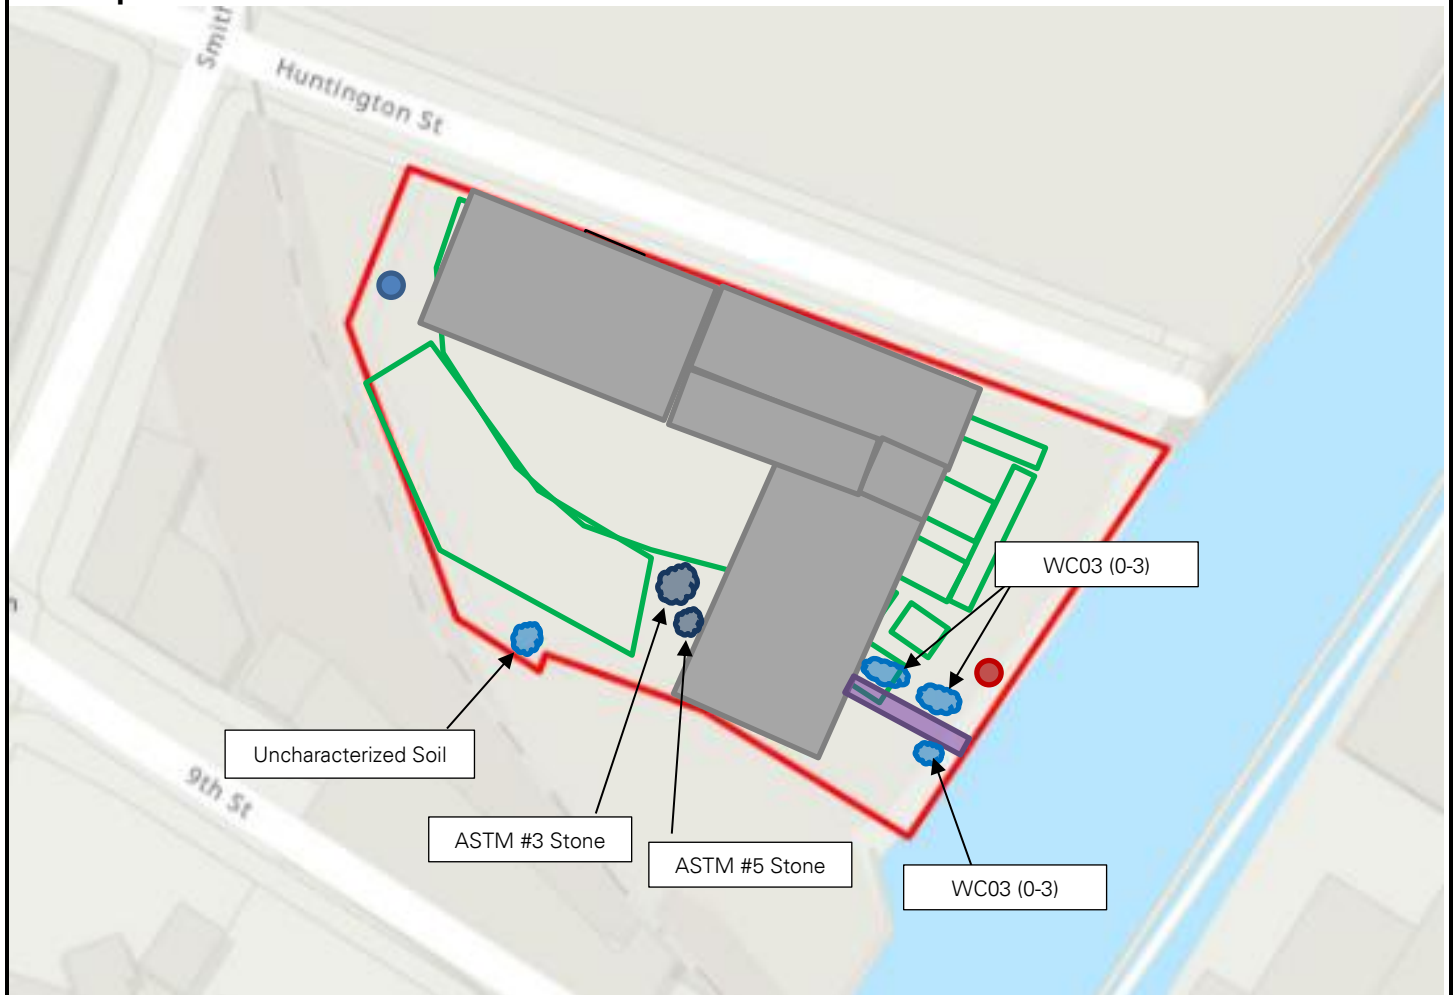 Smith
Huntington St
WC03 (0-3)
Uncharacterized Soil
9th St
ASTM #3 Stone
ASTM #5 Stone
WC03 (0-3)